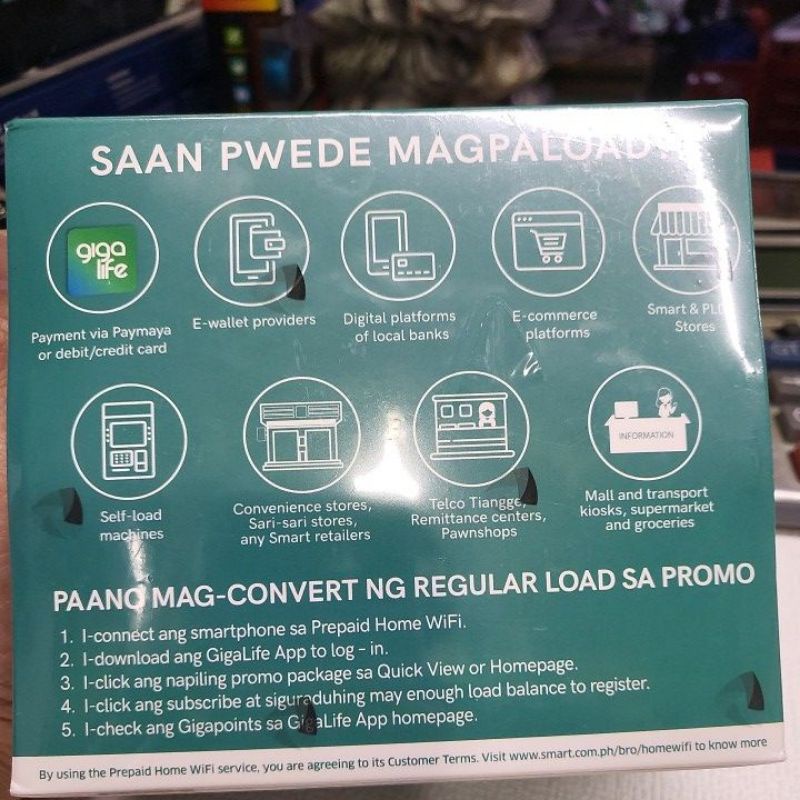 SAAN PWEDE MAGPALOAD?
giga
life
Payment via Paymaya
or debit/credit card
E-wallet providers
Digital platforms
of local banks
E-commerce
platforms
Smart &
Stores
Self-load
machines
Convenience stores,
Sari-sari stores,
any Smart retailers
Telco Tiangge,
Remittance centers,
Pawnshops
INFORMATION
Mall and transport
kiosks, supermarket
and groceries
PAANO MAG-CONVERT NG REGULAR LOAD SA PROMO
1. I-connect ang smartphone sa Prepaid Home WiFi.
2. I-download ang GigaLife App to log – in.
3. I-click ang napiling promo package sa Quick View or Homepage.
4. I-click ang subscribe at siguraduhing may enough load balance to register.
5. I-check ang Gigapoints sa GigaLife App homepage.
By using the Prepaid Home WiFi service, you are agreeing to its Customer Terms. Visit www.smart.com.ph/bro/homewifi to know more